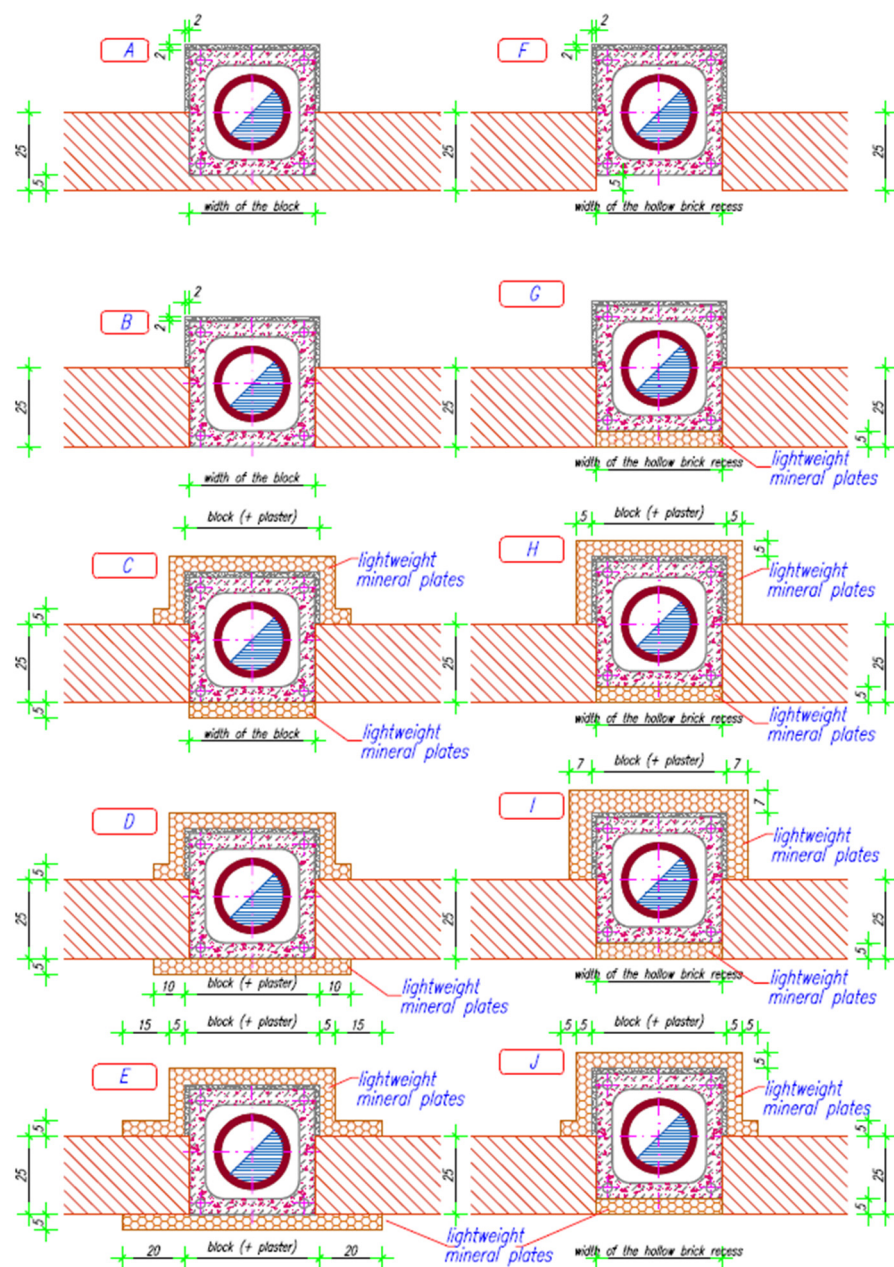 2
A
2
25
5
width of the block
2
F
2
25
25
5
width of the hollow brick recess
2
B
2
25
width of the block
G
25
25
5
width of the hollow brick recess
lightweight
mineral plates
block (+ plaster)
C
lightweight
mineral plates
5
25
5
width of the block
lightweight
mineral plates
5
block (+ plaster)
5
H
5
lightweight
mineral plates
25
25
5
width of the hollow brick recess
lightweight
mineral plates
D
5
25
5
10
block (+ plaster)
10
lightweight
mineral plates
7
block (+ plaster)
7
I
7
lightweight
mineral plates
25
25
5
width of the hollow brick recess
lightweight
mineral plates
15
5
block (+ plaster)
5
15
E
lightweight
mineral plates
5
25
5
20
block (+ plaster)
20
lightweight
mineral plates
5
5
block (+ plaster)
5
5
J
5
lightweight
mineral plates
5
25
25
5
width of the hollow brick recess